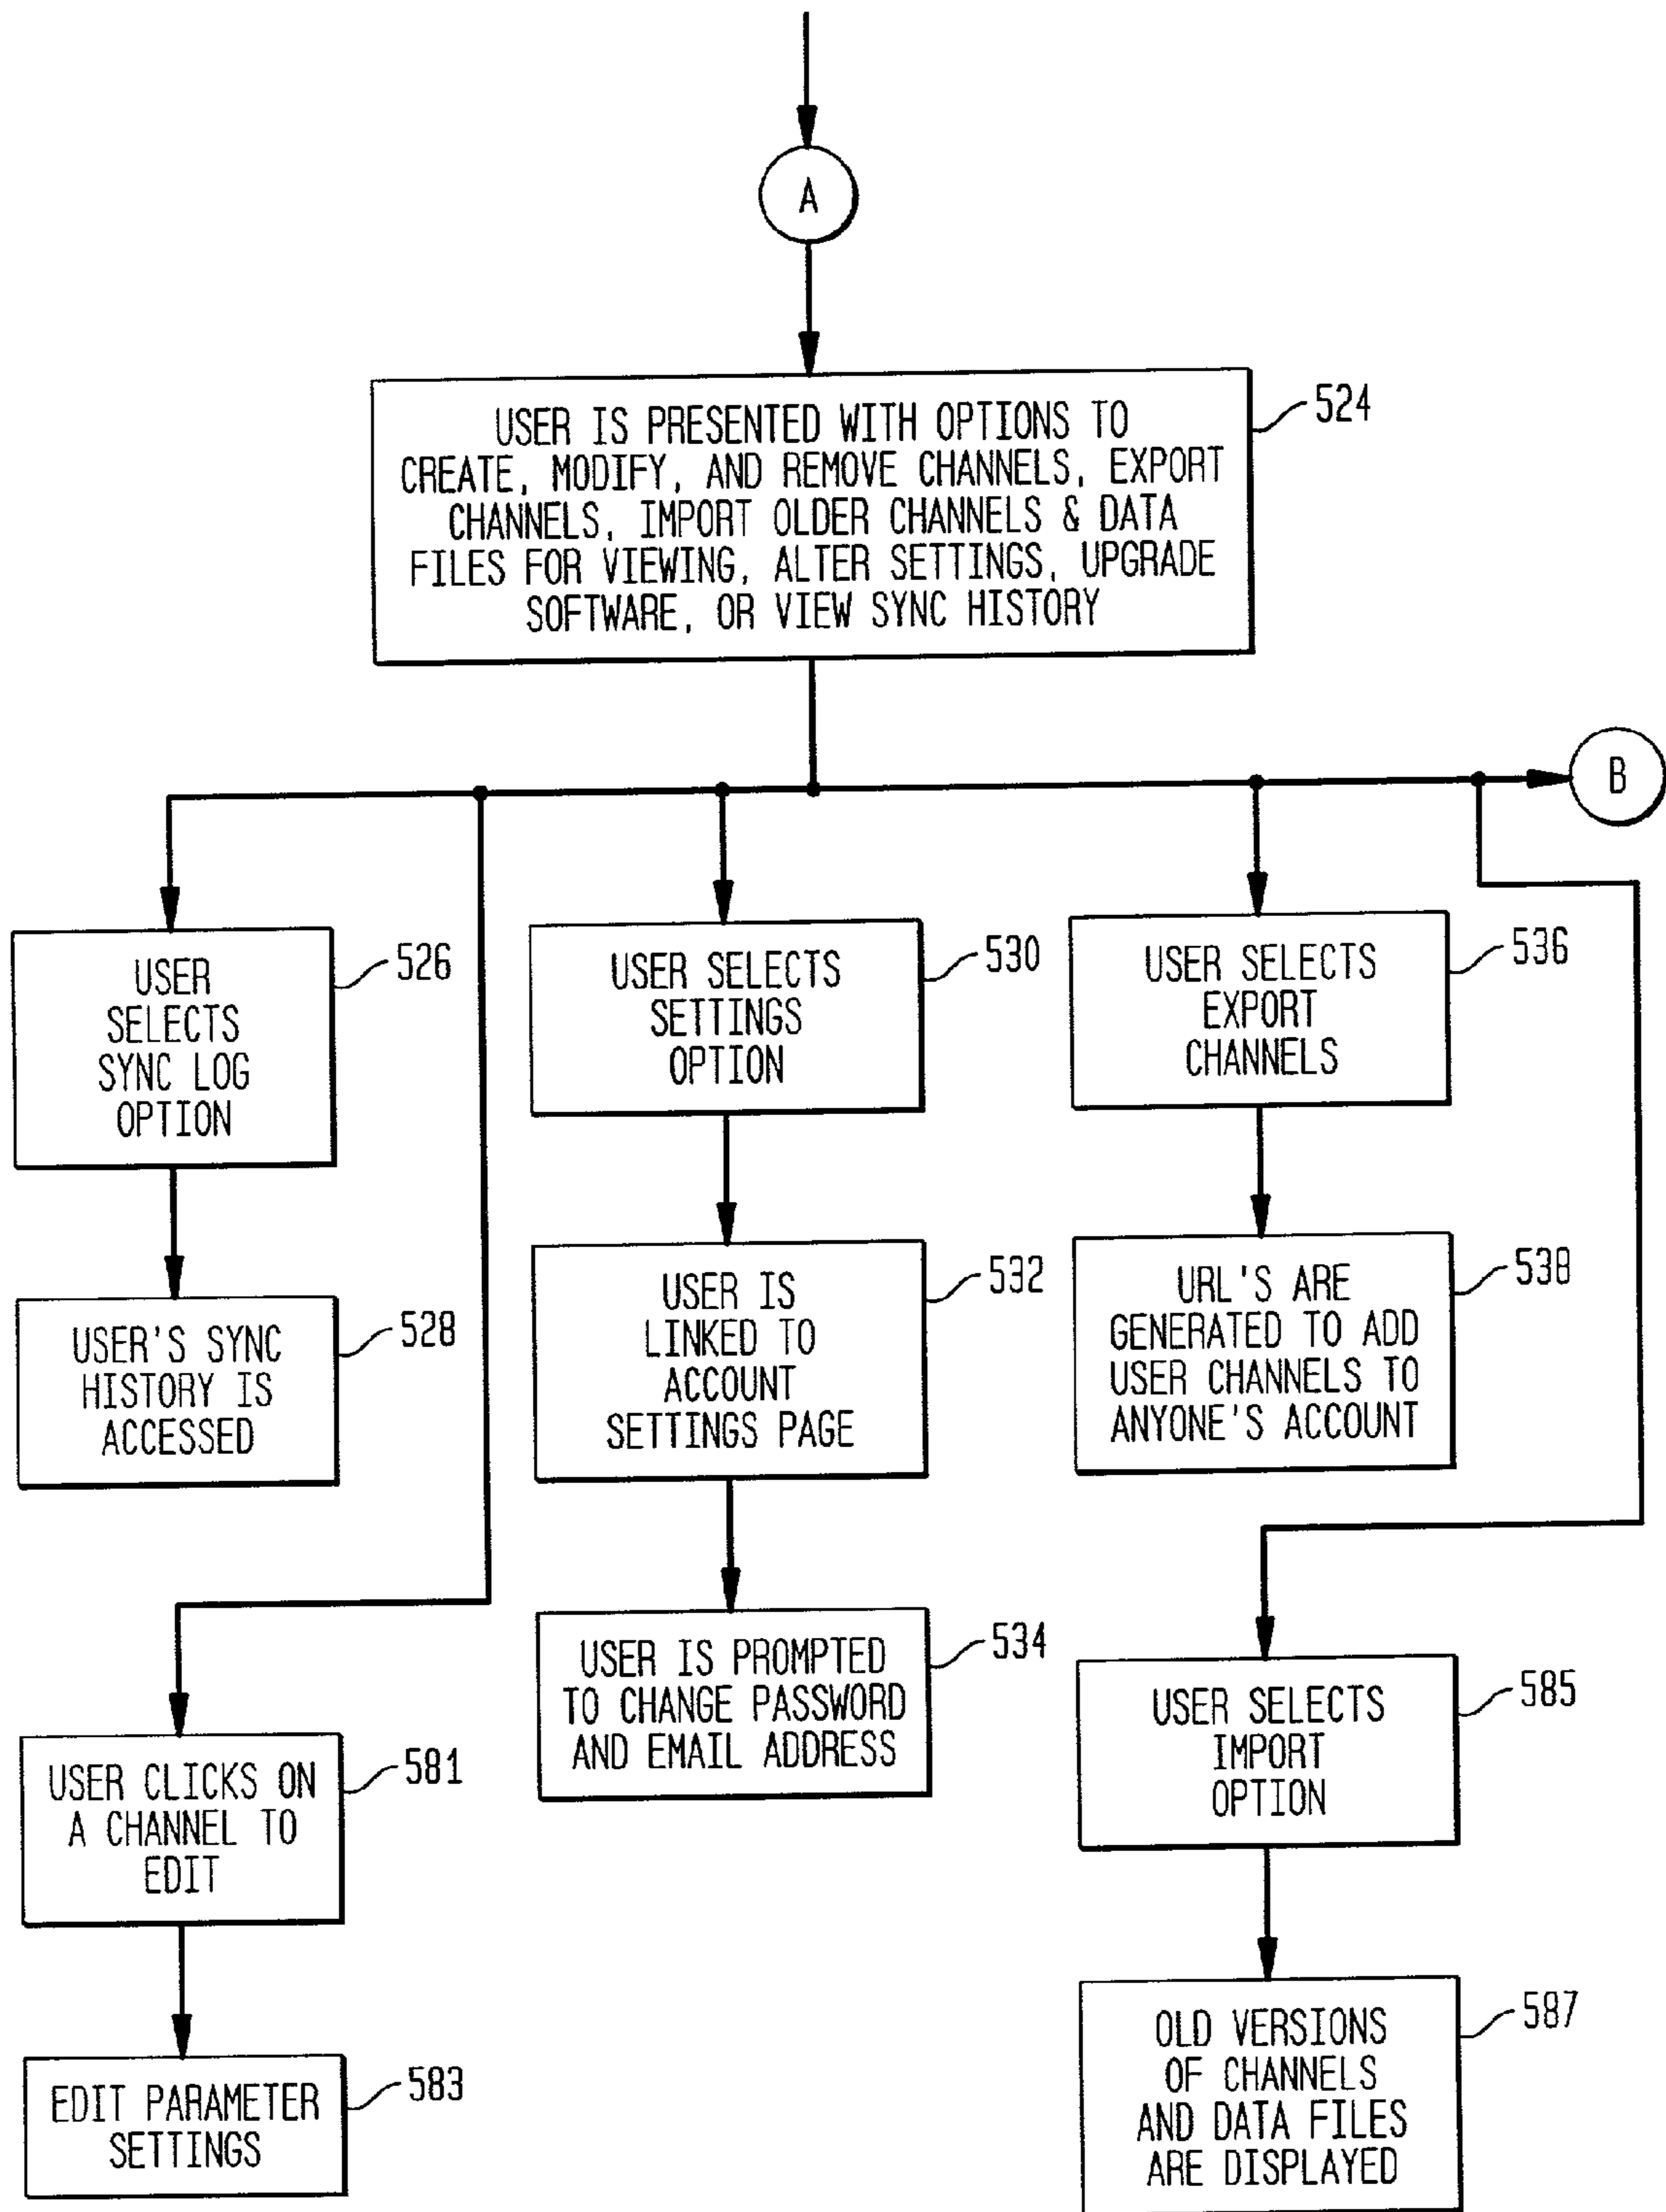 A
USER IS PRESENTED WITH OPTIONS TO
CREATE, MODIFY, AND REMOVE CHANNELS, EXPORT
CHANNELS, IMPORT OLDER CHANNELS & DATA
FILES FOR VIEWING, ALTER SETTINGS, UPGRADE
SOFTWARE, OR VIEW SYNC HISTORY
524
B
USER
SELECTS
SYNC LOG
OPTION
526
USER'S SYNC
HISTORY IS
ACCESSED
528
USER CLICKS ON
A CHANNEL TO
EDIT
581
EDIT PARAMETER
SETTINGS
583
USER SELECTS
SETTINGS
OPTION
530
USER IS
LINKED TO
ACCOUNT
SETTINGS PAGE
532
USER IS PROMPTED
TO CHANGE PASSWORD
AND EMAIL ADDRESS
534
USER SELECTS
EXPORT
CHANNELS
536
URL'S ARE
GENERATED TO ADD
USER CHANNELS TO
ANYONE'S ACCOUNT
538
USER SELECTS
IMPORT
OPTION
585
OLD VERSIONS
OF CHANNELS
AND DATA FILES
ARE DISPLAYED
587